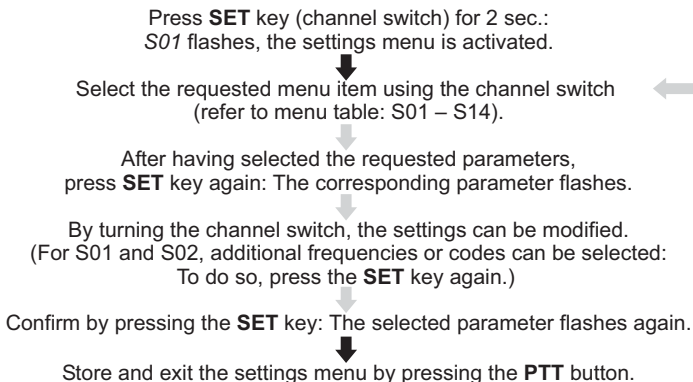 Press SET key (channel switch) for 2 sec.:
S01 flashes, the settings menu is activated.
Select the requested menu item using the channel switch
(refer to menu table: S01 – S14).
After having selected the requested parameters,
press SET key again: The corresponding parameter flashes.
By turning the channel switch, the settings can be modified.
(For S01 and S02, additional frequencies or codes can be selected:
To do so, press the SET key again.)
Confirm by pressing the SET key: The selected parameter flashes again.
Store and exit the settings menu by pressing the PTT button.